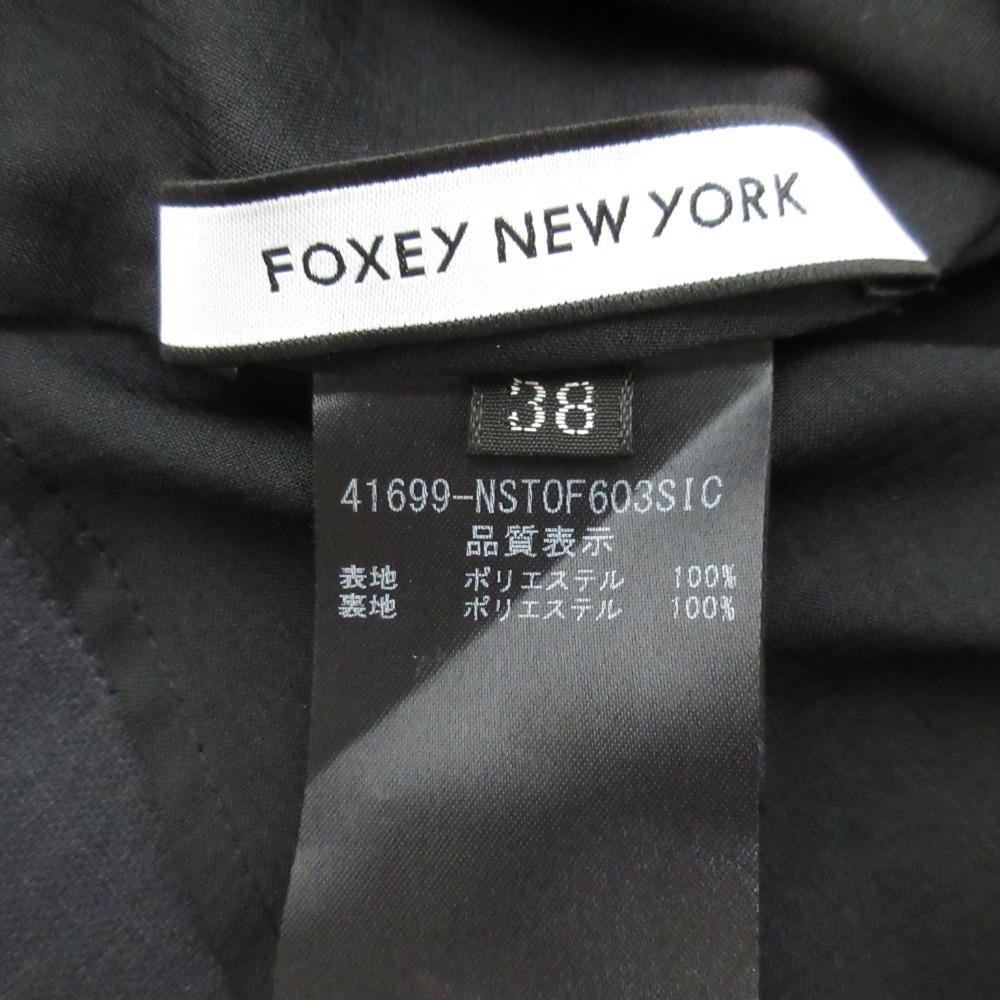 FOXEY NEW YORK
38
41699-NST0F603SIC
品質表示
表地 ポリエステル 100%
裏地 ポリエステル 100%